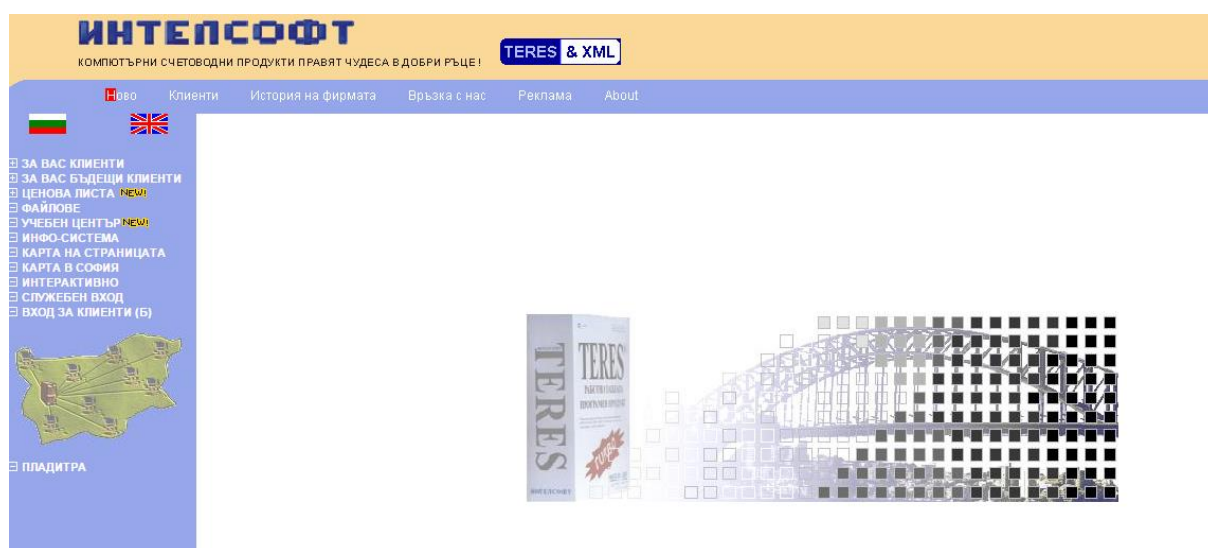 ИНТЕЛСОФТ
КОМПЮТЪРНИ СЧЕТОВОДНИ ПРОДУКТИ ПРАВЯТ ЧУДЕСА В ДОБРИ РЪЦЕ !
TERES & XML
Ново Клиенти История на фирмата Връзка с нас Реклама About
ЗА ВАС КЛИЕНТИ
ЗА ВАС БЪДЕЩИ КЛИЕНТИ
ЦЕНОВА ЛИСТА NEW!
ФАЙЛОВЕ
УЧЕБЕН ЦЕНТЪР NEW!
ИНФО-СИСТЕМА
КАРТА НА СТРАНИЦАТА
КАРТА В СОФИЯ
ИНТЕРАКТИВНО
СЛУЖЕБЕН ВХОД
ВХОД ЗА КЛИЕНТИ (Б)
ПЛАДИТРА
TERES
TERES
ИНТЕЛСОФТ